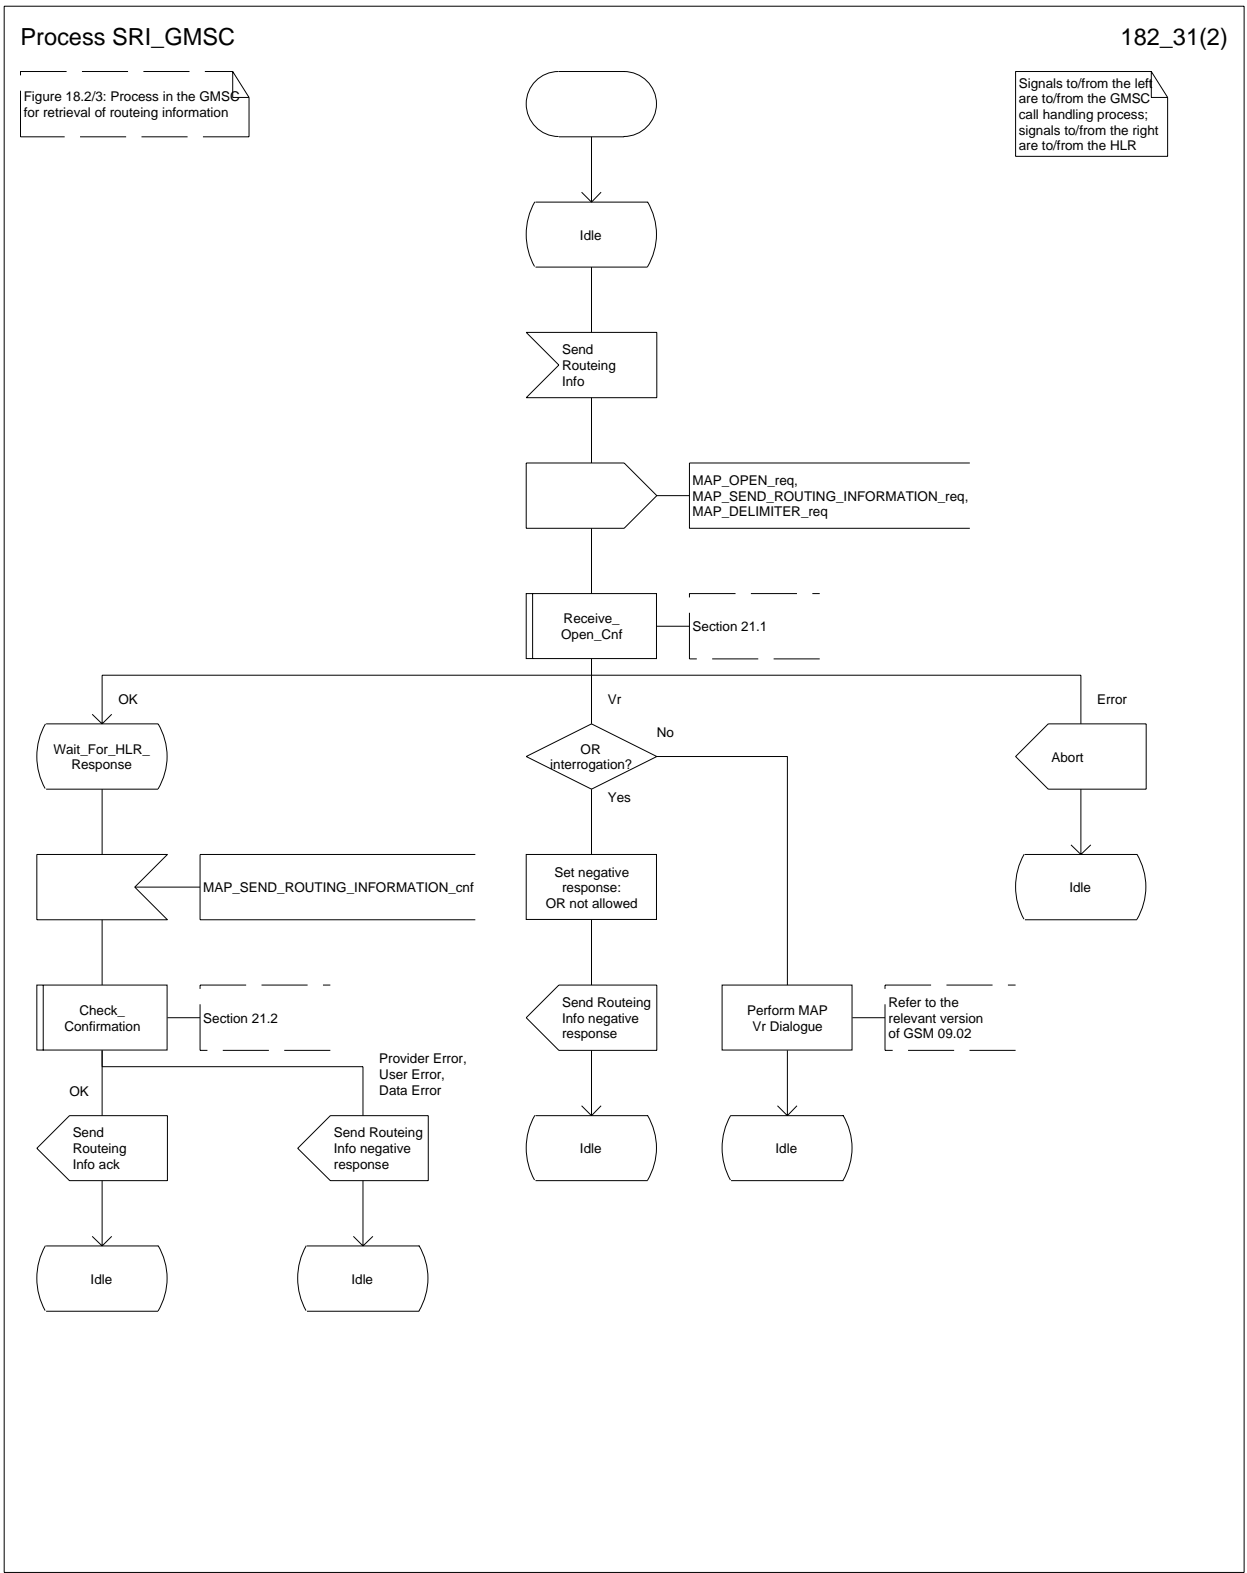 Process SRI_GMSC
182_31(2)
Figure 18.2/3: Process in the GMSC
for retrieval of routeing information
Signals to/from the left
are to/from the GMSC
call handling process;
signals to/from the right
are to/from the HLR
Idle
Send
Routeing
Info
MAP_OPEN_req,
MAP_SEND_ROUTING_INFORMATION_req,
MAP_DELIMITER_req
Receive_
Open_Cnf
Section 21.1
OK
Vr
Error
Wait_For_HLR_
Response
OR
interrogation?
No
Yes
Abort
MAP_SEND_ROUTING_INFORMATION_cnf
Set negative
response:
OR not allowed
Idle
Check_
Confirmation
Section 21.2
Send Routeing
Info negative
response
Perform MAP
Vr Dialogue
Refer to the
relevant version
of GSM 09.02
OK
Provider Error,
User Error,
Data Error
Send
Routeing
Info ack
Send Routeing
Info negative
response
Idle
Idle
Idle
Idle